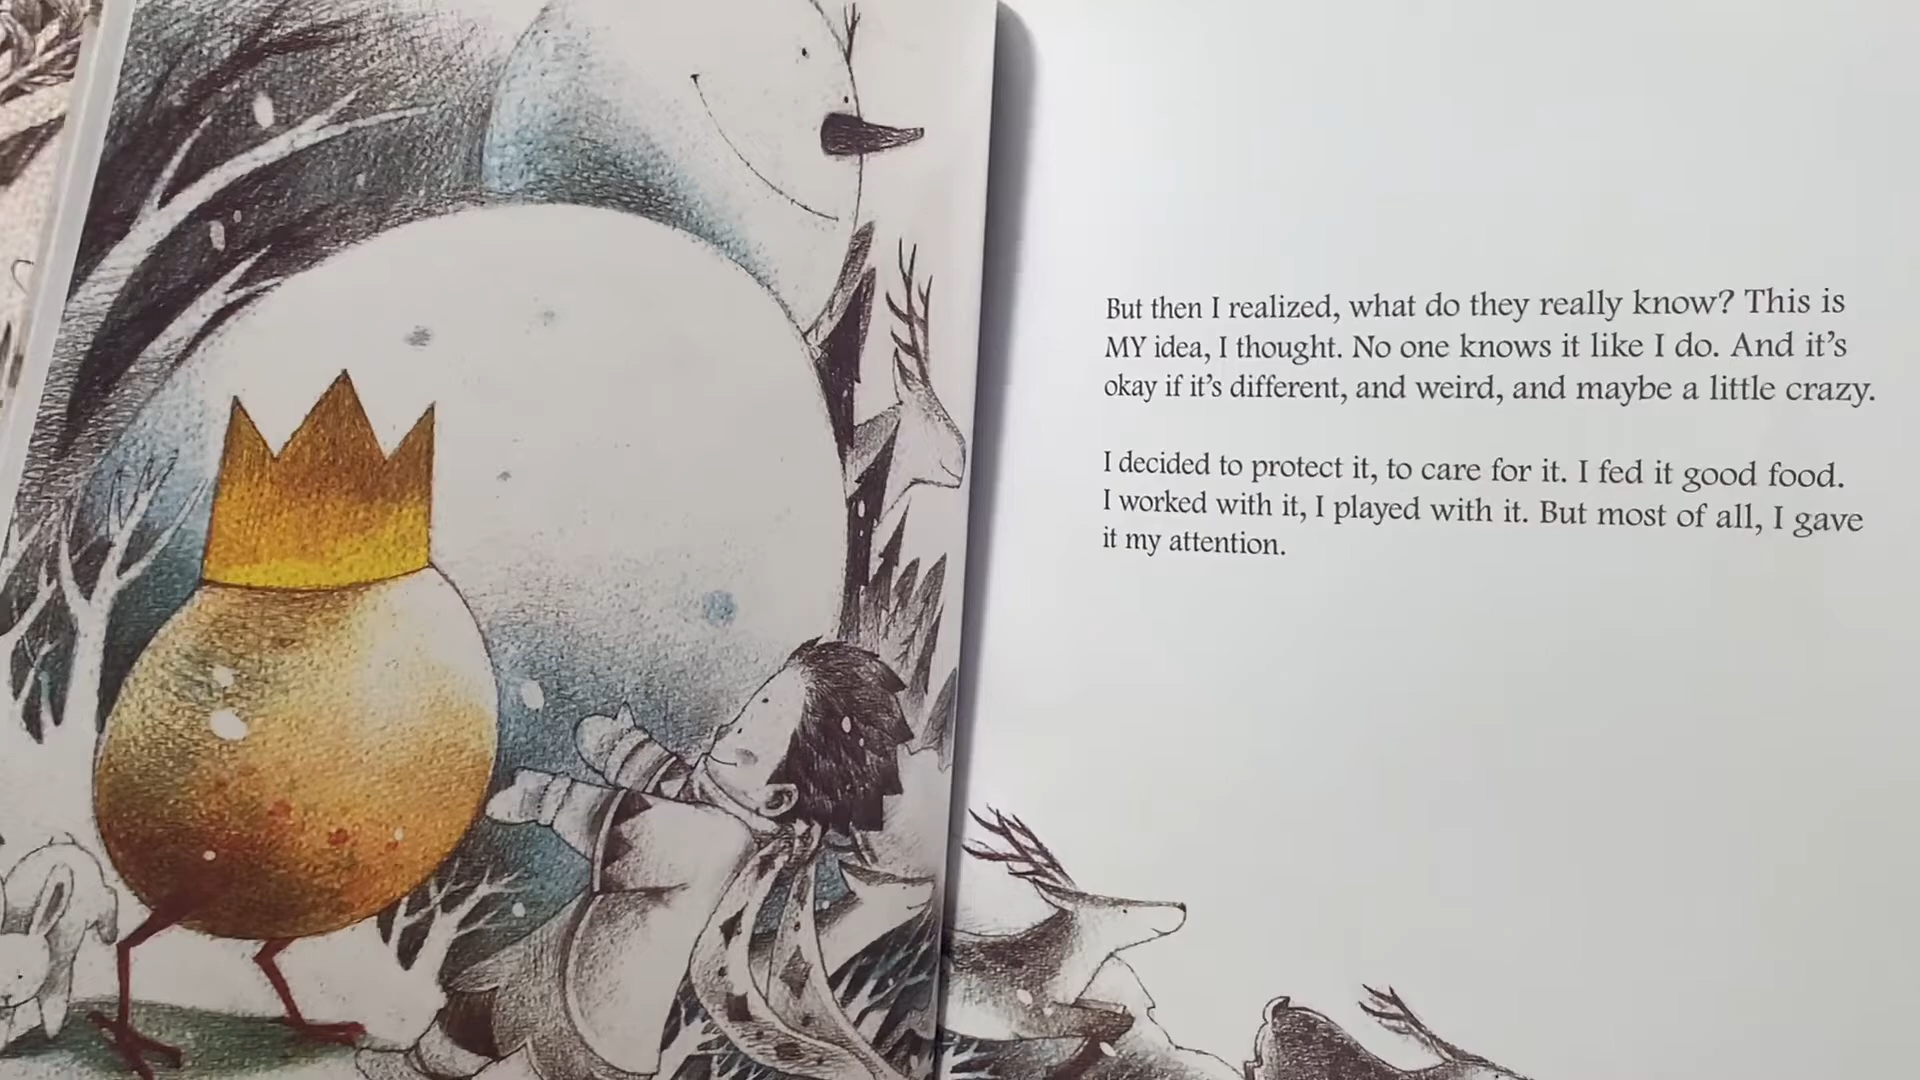 But then I realized, what do they really know? This is
MY idea, I thought. No one knows it like I do. And it's
okay if it's different, and weird, and maybe a little crazy.
I decided to protect it, to care for it. I fed it good food.
I worked with it, I played with it. But most of all, I gave
it my attention.